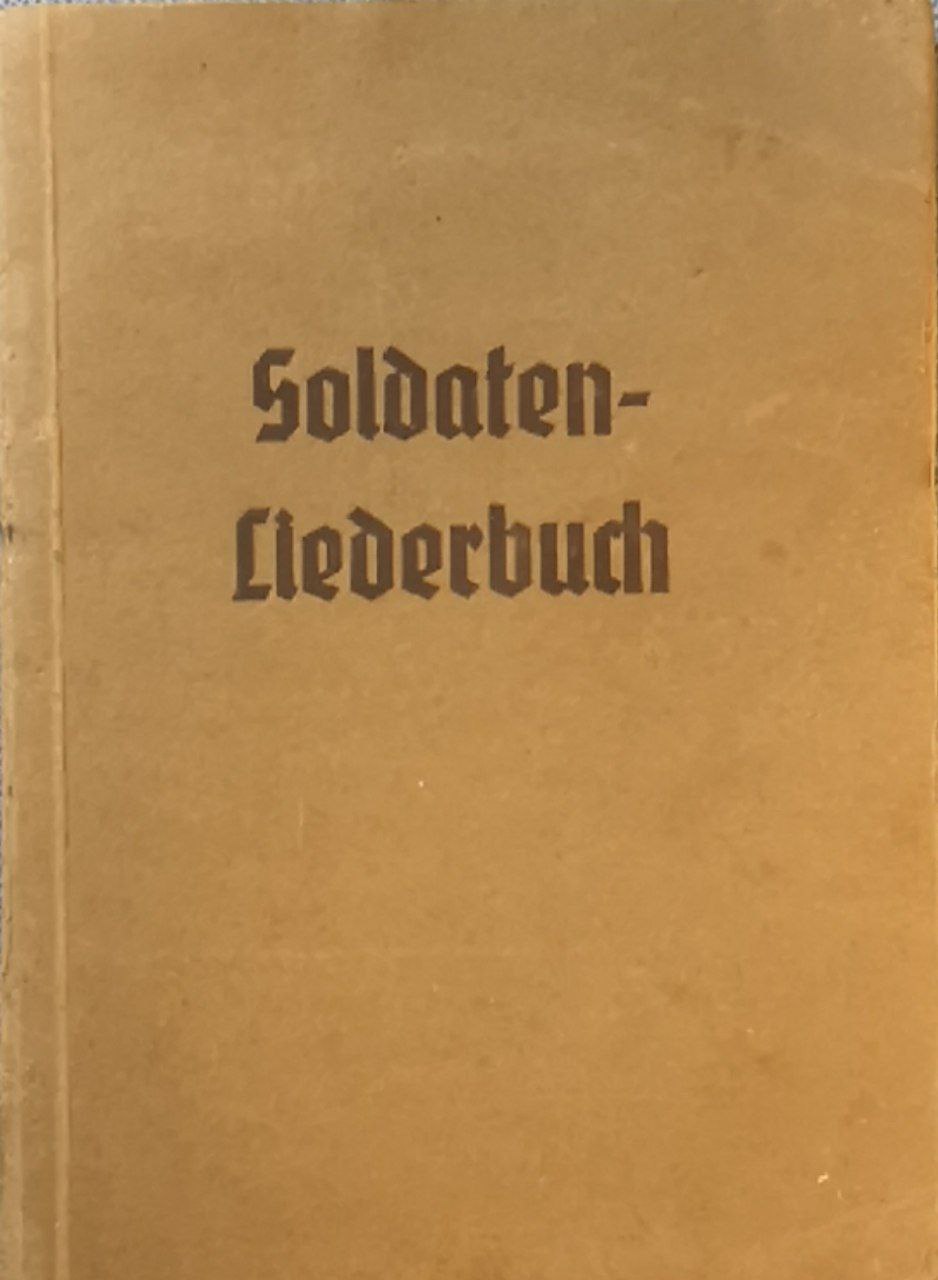 Soldaten-
Liederbuch